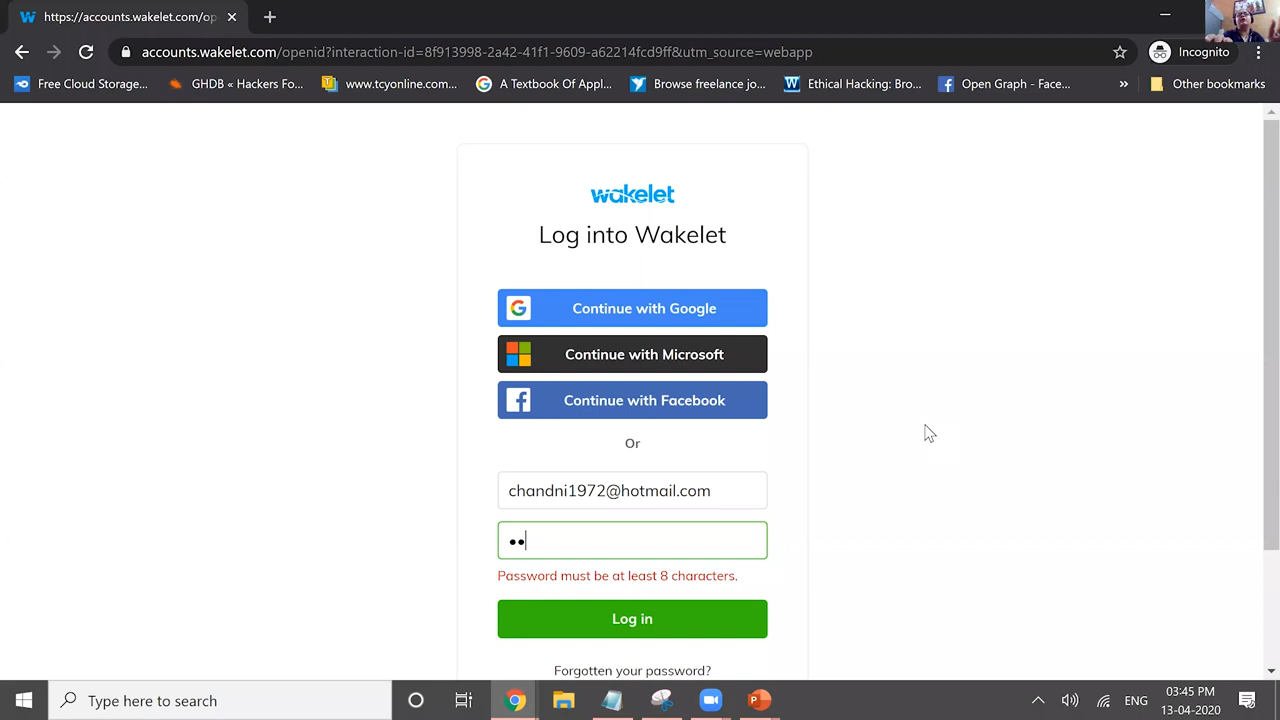 https://accounts.wakelet.com/op
accounts.wakelet.com/openid?interaction-id=8f913998-2a42-41f1-9609-a62214fcd9ff&utm_source=webapp
Incognito
Free Cloud Storage...
GHDB « Hackers Fo...
www.tcyonline.com...
A Textbook Of Appl...
Browse freelance jo...
Ethical Hacking: Bro...
Open Graph - Face...
»
Other bookmarks
wakelet
Log into Wakelet
Continue with Google
Continue with Microsoft
Continue with Facebook
Or
chandni1972@hotmail.com
••
Password must be at least 8 characters.
Log in
Forgotten your password?
Type here to search
ENG
03:45 PM
13-04-2020